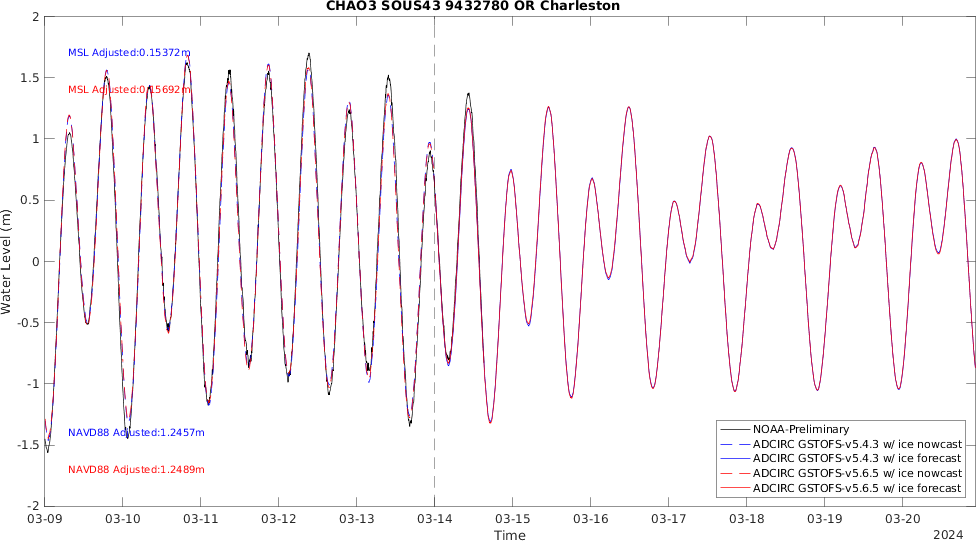 CHAO3 SOUS43 9432780 OR Charleston
2
1.5
1
0.5
0
-0.5
-1
-1.5
-2
Water Level (m)
MSL Adjusted:0.15372m
MSL Adjusted:0.15692m
NAVD88 Adjusted:1.2457m
NAVD88 Adjusted:1.2489m
NOAA-Preliminary
ADCIRC GSTOFS-v5.4.3 w/ ice nowcast
ADCIRC GSTOFS-v5.4.3 w/ ice forecast
ADCIRC GSTOFS-v5.6.5 w/ ice nowcast
ADCIRC GSTOFS-v5.6.5 w/ ice forecast
03-09 03-10 03-11 03-12 03-13 03-14 03-15 03-16 03-17 03-18 03-19 03-20
Time
2024